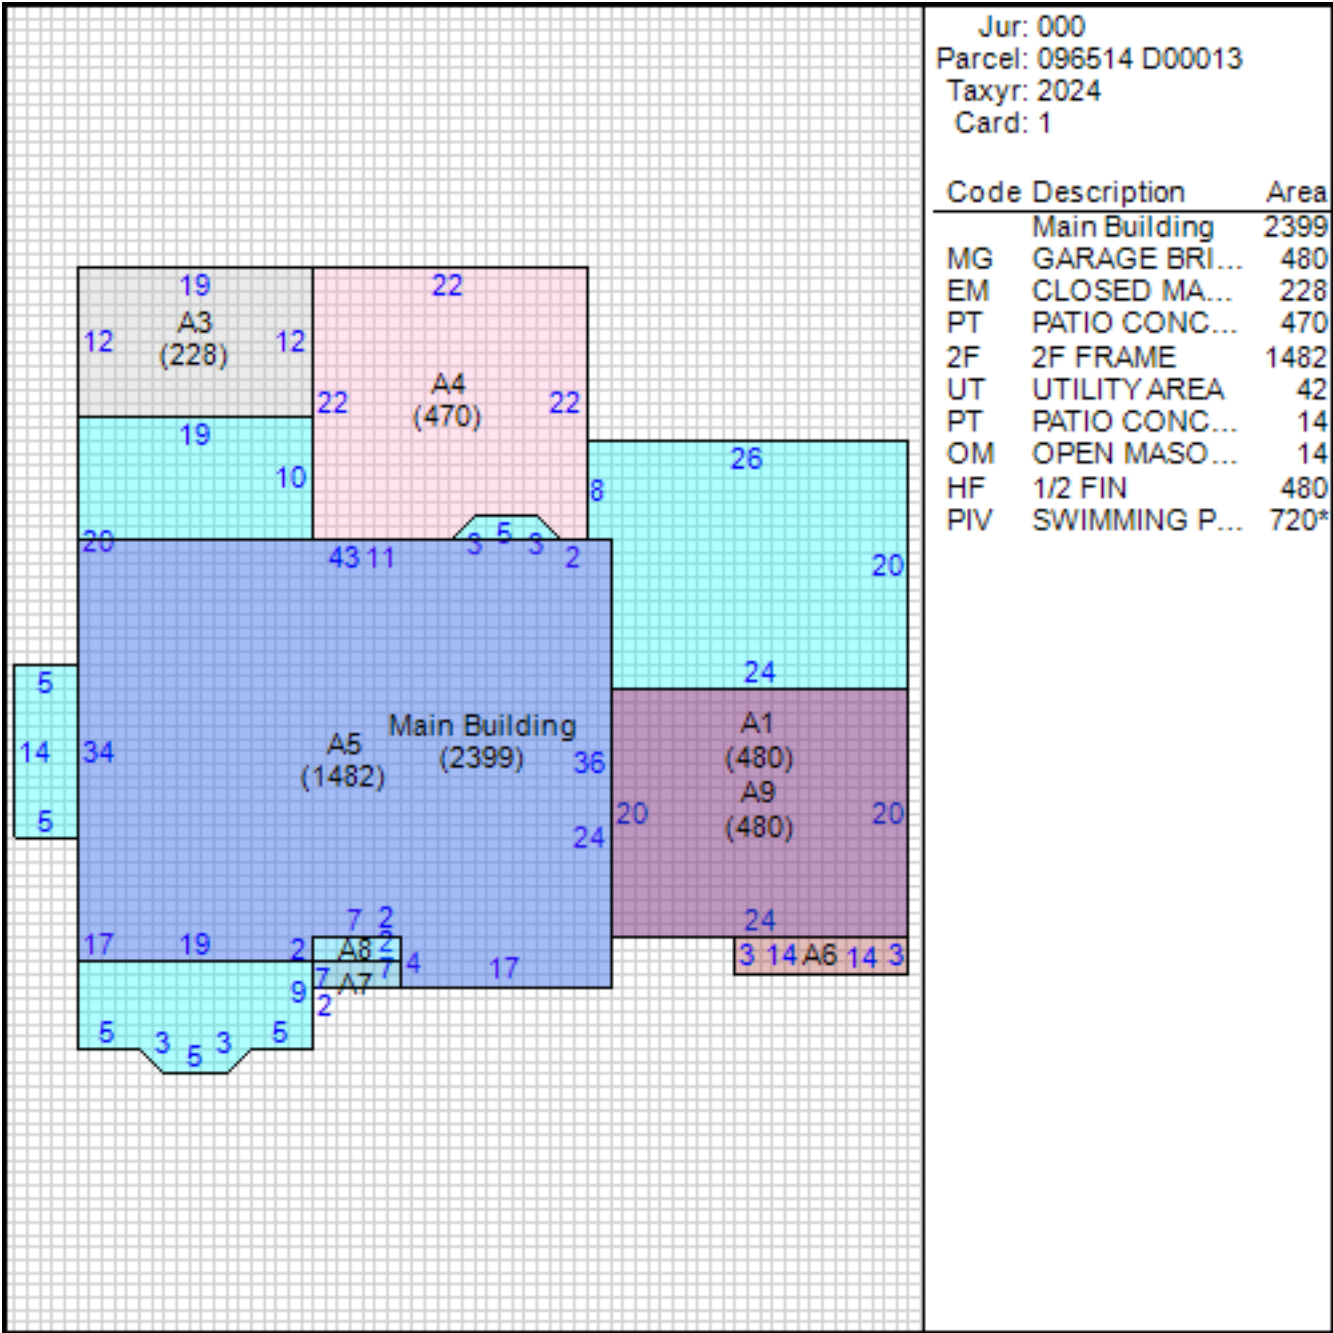 Jur: 000
Parcel: 096514 D00013
Taxyr: 2024
Card: 1
Code Description Area
Main Building 2399
MG GARAGE BRI... 480
EM CLOSED MA... 228
PT PATIO CONC... 470
2F 2F FRAME 1482
UT UTILITY AREA 42
PT PATIO CONC... 14
OM OPEN MASO... 14
HF 1/2 FIN 480
PIV SWIMMING P... 720*
19 22
A3
12 12
(228)
A4
22 22
(470)
19
26
10 8
5
20 3 3 2
43 11
20
5
24
Main Building
(2399)
A5
(1482)
14 34 36
A1
(480)
A9
(480)
20 20
5 24
7 2
24
17 19 2 A8 2
7 A7 7 4 17
3 14 A6 14 3
9 2
5 3 5 3 5